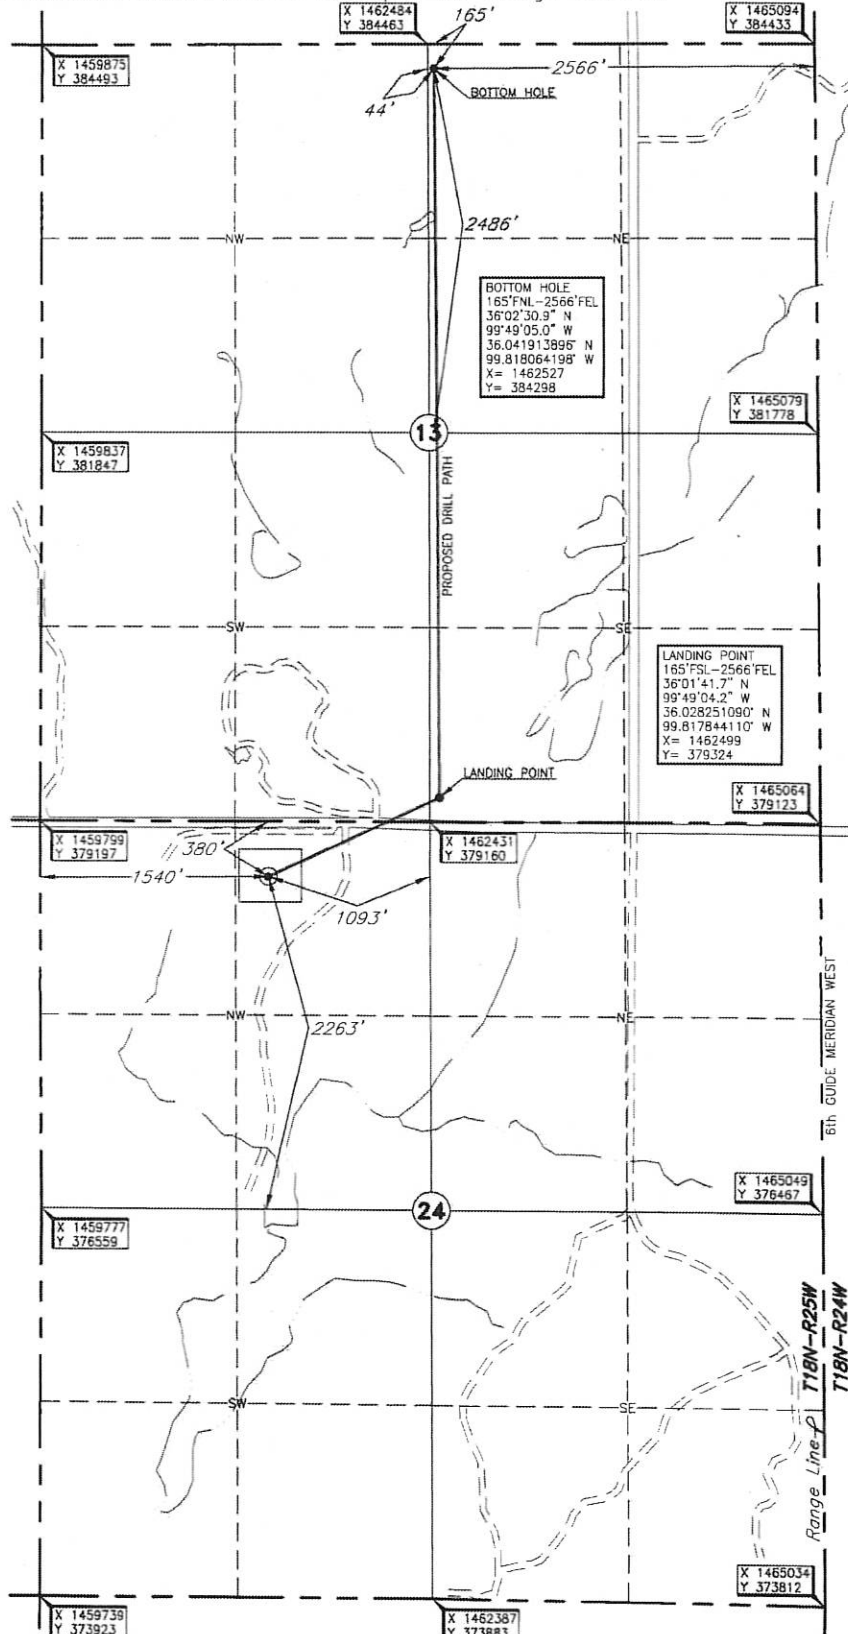 X 1462484
Y 384463
165'
X 1465094
Y 384433
X 1459875
Y 384493
2566'
44'
BOTTOM HOLE
2486'
NW
NE
BOTTOM HOLE
165'FNL-2566'FEL
36°02'30.9" N
99°49'05.0" W
36.041913896° N
99.818064198° W
X= 1462527
Y= 384298
X 1465079
Y 381778
13
X 1459837
Y 381847
PROPOSED DRILL PATH
SW
SE
LANDING POINT
165'FSL-2566'FEL
36°01'41.7" N
99°49'04.2" W
36.028251090° N
99.817844110° W
X= 1462499
Y= 379324
LANDING POINT
X 1465064
Y 379123
X 1459799
Y 379197
380'
X 1462431
Y 379160
1540'
1093'
6th GUIDE MERIDIAN WEST
NW
NE
2263'
X 1465049
Y 376467
24
X 1459777
Y 376559
Range Line
T18N-R25W
T18N-R24W
SW
SE
X 1465034
Y 373812
X 1459739
Y 373923
X 1462387
Y 373883